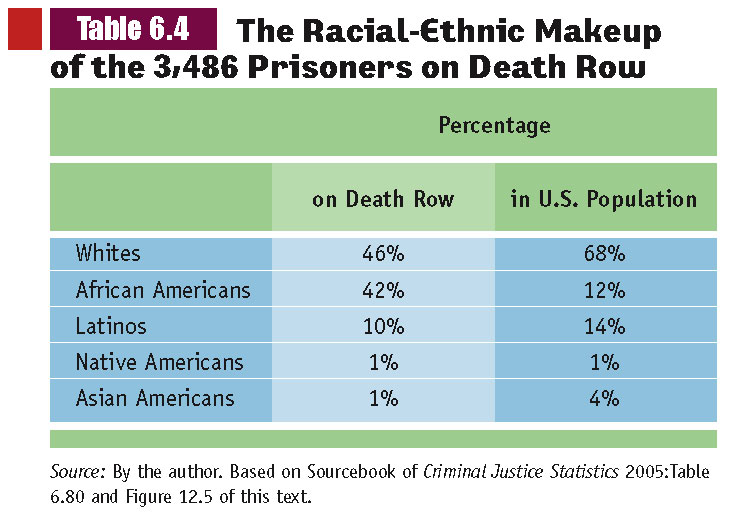 Table 6.4 The Racial-Ethnic Makeup
of the 3,486 Prisoners on Death Row
Percentage
on Death Row in U.S. Population
Whites 46% 68%
African Americans 42% 12%
Latinos 10% 14%
Native Americans 1% 1%
Asian Americans 1% 4%
Source: By the author. Based on Sourcebook of Criminal Justice Statistics 2005:Table
6.80 and Figure 12.5 of this text.